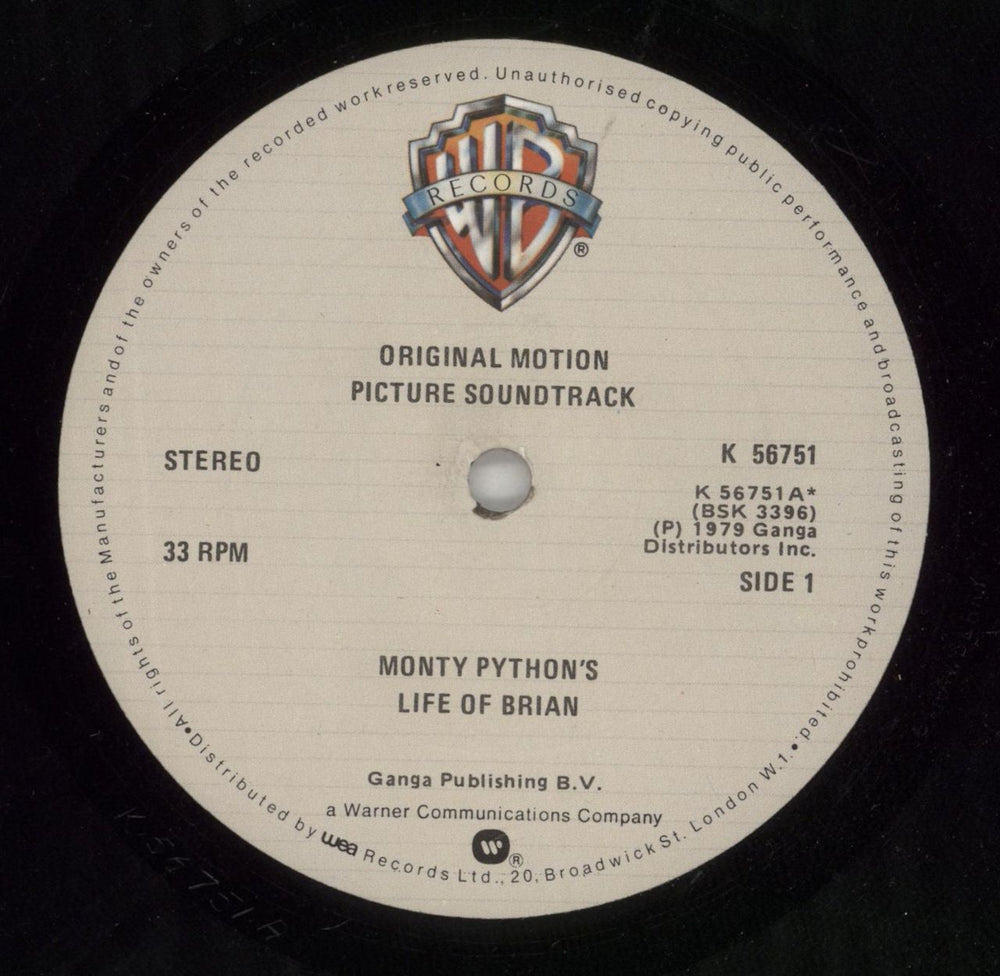 All rights of the Manufacturers and of the owners of the recorded work reserved. Unauthorised copying public performance and broadcasting of this work prohibited.
WB
RECORDS
®
ORIGINAL MOTION
PICTURE SOUNDTRACK
STEREO
33 RPM
K 56751
K 56751A*
(BSK 3396)
(P) 1979 Ganga
Distributors Inc.
SIDE 1
MONTY PYTHON'S
LIFE OF BRIAN
Ganga Publishing B.V.
a Warner Communications Company
W ®
• Distributed by wea Records Ltd., 20, Broadwick St. London W.1. •
K56751A